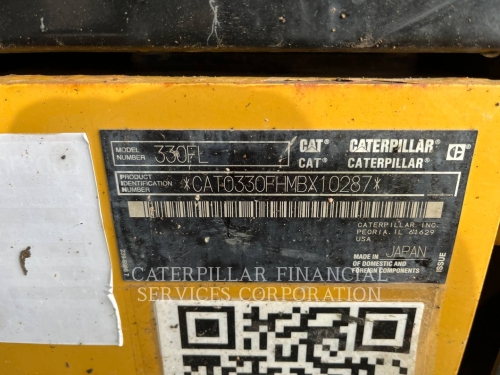 MODEL NUMBER 330FL
CAT® CATERPILLAR®
CAT® CATERPILLAR®
PRODUCT IDENTIFICATION NUMBER *CAT0330FHMBX10287*
CATERPILLAR INC.
PEORIA, IL 61629
USA
MADE IN JAPAN
OF DOMESTIC AND
FOREIGN COMPONENTS
ISSUE
CATERPILLAR FINANCIAL
SERVICES CORPORATION